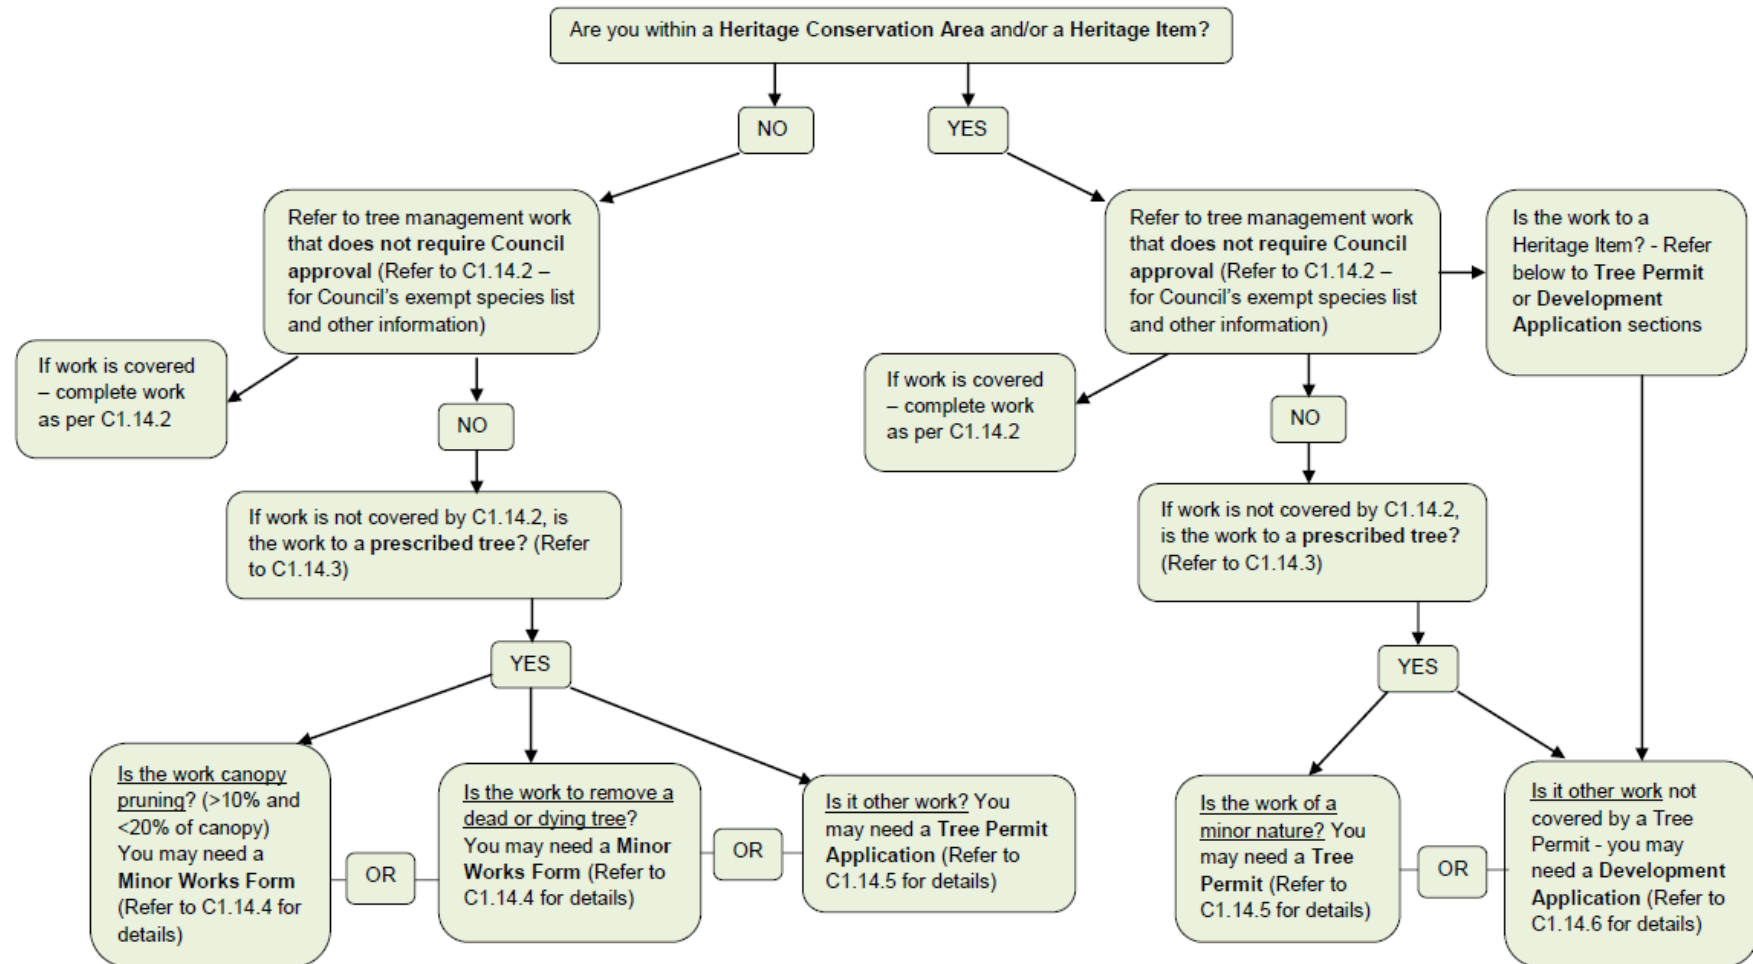 Are you within a Heritage Conservation Area and/or a Heritage Item?
NO
YES
Refer to tree management work
that does not require Council
approval (Refer to C1.14.2 –
for Council's exempt species list
and other information)
Refer to tree management work
that does not require Council
approval (Refer to C1.14.2 –
for Council's exempt species list
and other information)
Is the work to a
Heritage Item? - Refer
below to Tree Permit
or Development
Application sections
If work is covered
– complete work
as per C1.14.2
NO
If work is covered
– complete work
as per C1.14.2
NO
If work is not covered by C1.14.2, is
the work to a prescribed tree? (Refer
to C1.14.3)
If work is not covered by C1.14.2,
is the work to a prescribed tree?
(Refer to C1.14.3)
YES
YES
Is the work canopy
pruning? (>10% and
<20% of canopy)
You may need a
Minor Works Form
(Refer to C1.14.4 for
details)
OR
Is the work to remove a
dead or dying tree?
You may need a Minor
Works Form (Refer to
C1.14.4 for details)
OR
Is it other work? You
may need a Tree Permit
Application (Refer to
C1.14.5 for details)
Is the work of a
minor nature? You
may need a Tree
Permit (Refer to
C1.14.5 for details)
OR
Is it other work not
covered by a Tree
Permit - you may
need a Development
Application (Refer to
C1.14.6 for details)